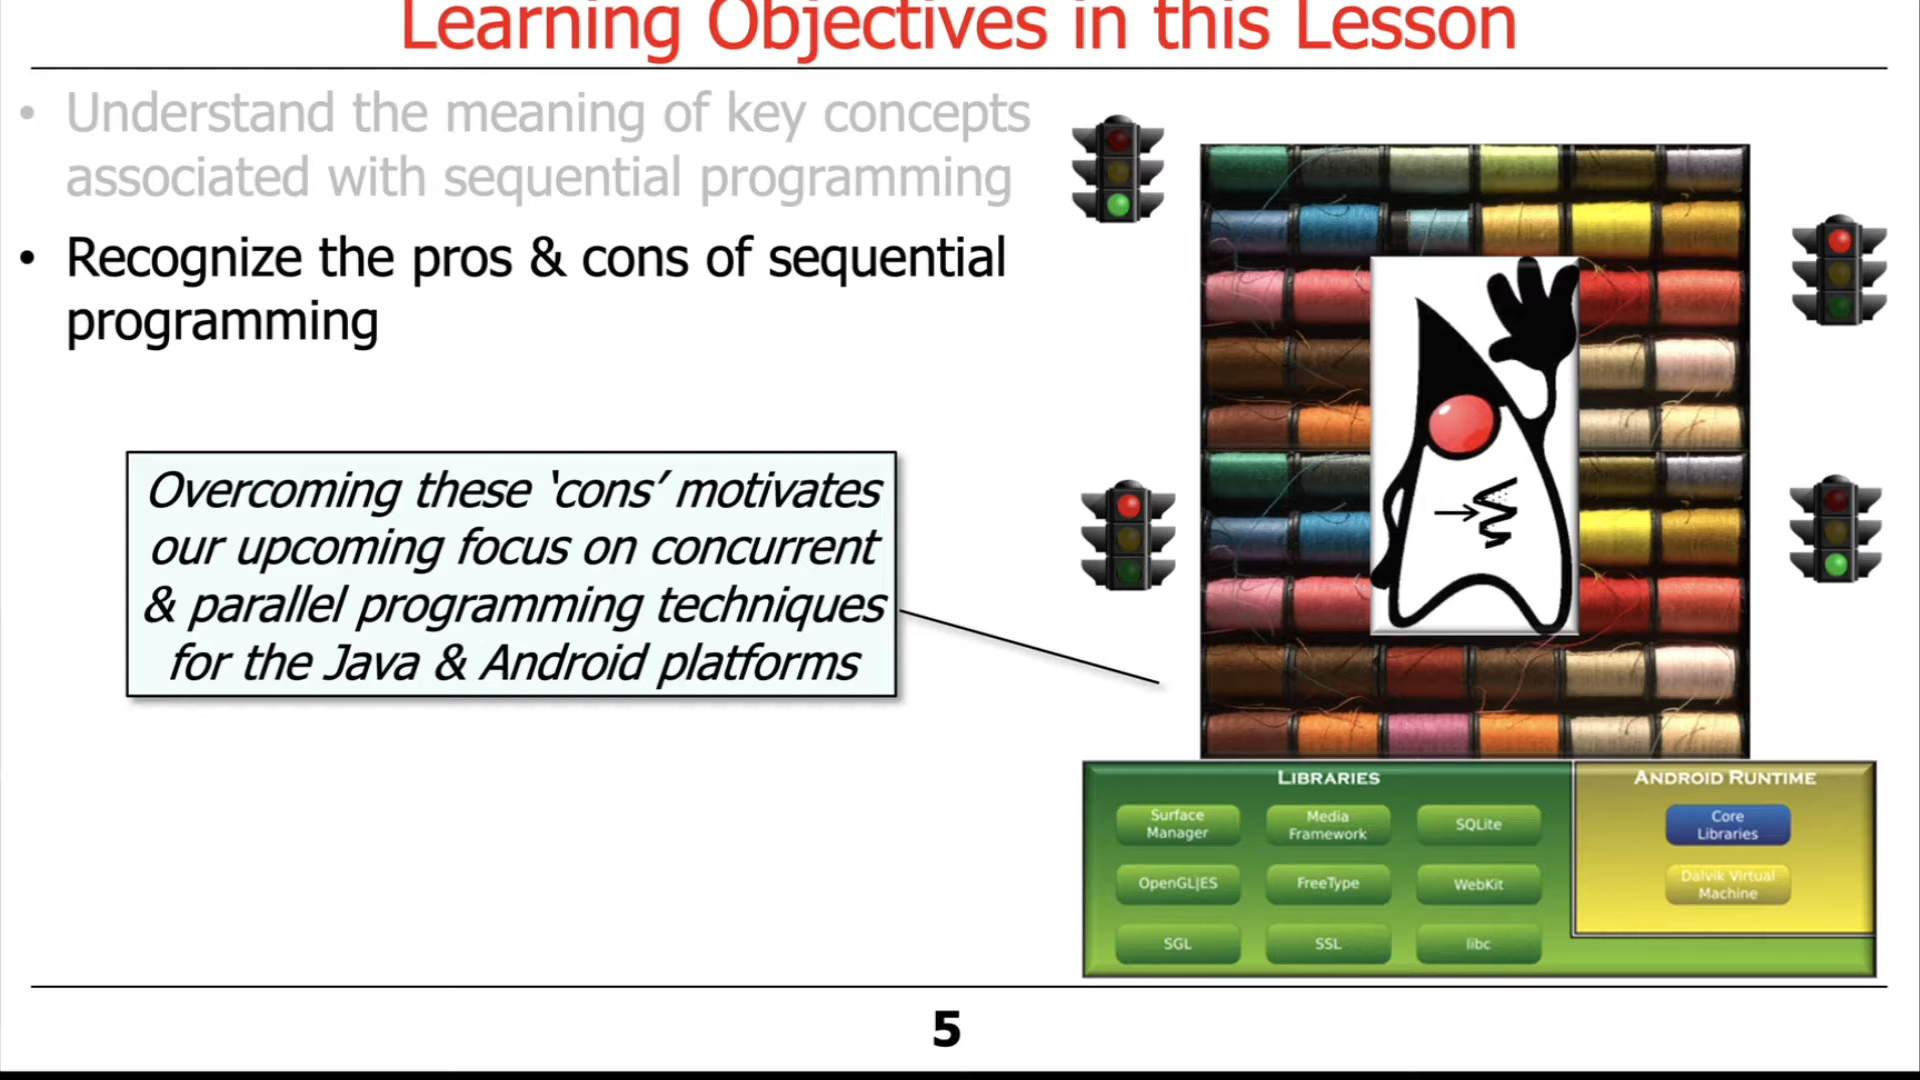 Learning Objectives in this Lesson
• Understand the meaning of key concepts
associated with sequential programming
• Recognize the pros & cons of sequential
programming
Overcoming these ‘cons’ motivates
our upcoming focus on concurrent
& parallel programming techniques
for the Java & Android platforms
LIBRARIES
Surface
Manager
Media
Framework
SQLite
OpenGL|ES
FreeType
WebKit
SGL
SSL
libc
ANDROID RUNTIME
Core
Libraries
Dalvik Virtual
Machine
5